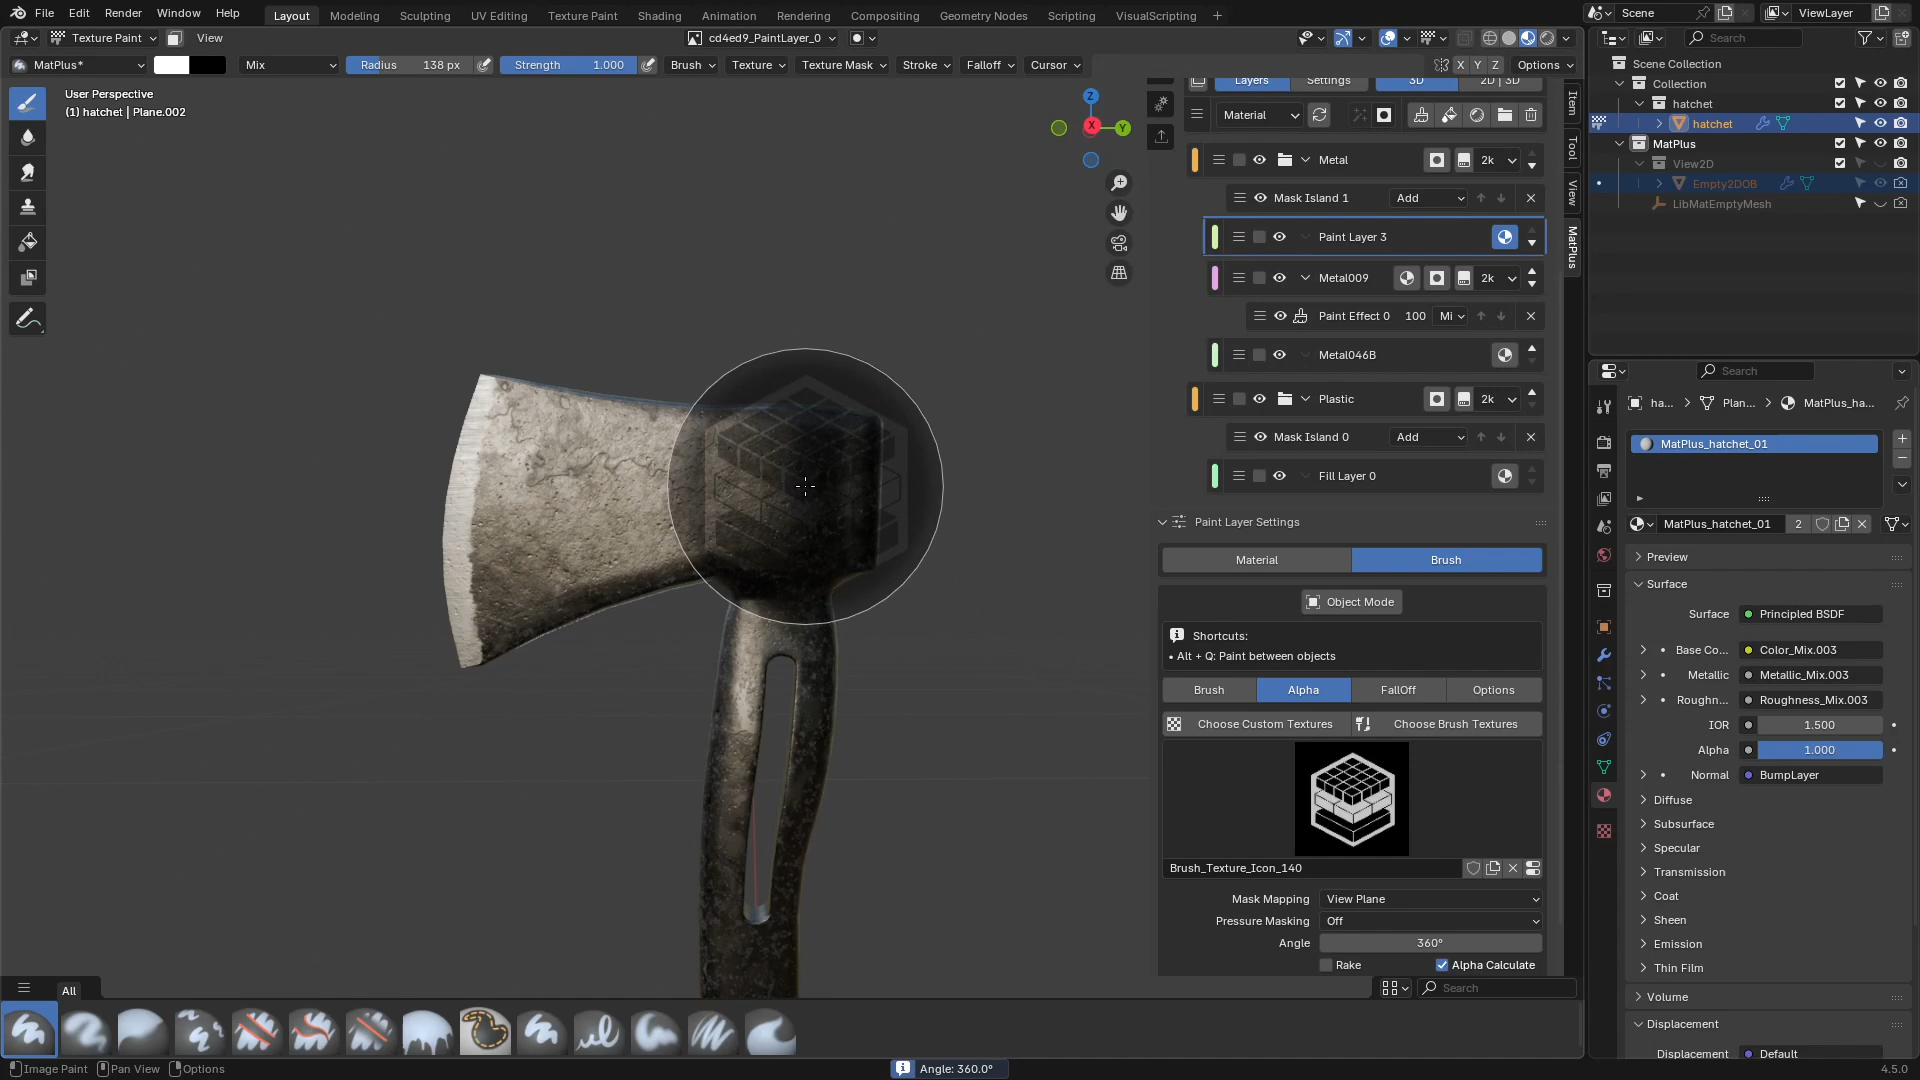 File Edit Render Window Help Layout Modeling Sculpting UV Editing Texture Paint Shading Animation Rendering Compositing Geometry Nodes Scripting VisualScripting + Scene ViewLayer
Texture Paint View cd4ed9_PaintLayer_0 Search
MatPlus* Mix Radius 138 px Strength 1.000 Brush Texture Texture Mask Stroke Falloff Cursor X Y Z Options
User Perspective
(1) hatchet | Plane.002
Z
X
Y
Layers Settings 3D 2D | 3D
Material
Metal 2k
Mask Island 1 Add
Paint Layer 3
Metal009 2k
Paint Effect 0 100 Mi
Metal046B
Plastic 2k
Mask Island 0 Add
Fill Layer 0
Paint Layer Settings
Material Brush
Object Mode
Shortcuts:
• Alt + Q: Paint between objects
Brush Alpha FallOff Options
Choose Custom Textures Choose Brush Textures
Brush_Texture_Icon_140
Mask Mapping View Plane
Pressure Masking Off
Angle 360°
Rake Alpha Calculate
Item
Tool
View
MatPlus
Scene Collection
Collection
hatchet
hatchet
MatPlus
View2D
Empty2DOB
LibMatEmptyMesh
Search
ha... Plan... MatPlus_ha...
MatPlus_hatchet_01
MatPlus_hatchet_01 2
Preview
Surface
Surface Principled BSDF
Base Co... Color_Mix.003
Metallic Metallic_Mix.003
Roughn... Roughness_Mix.003
IOR 1.500
Alpha 1.000
Normal BumpLayer
Diffuse
Subsurface
Specular
Transmission
Coat
Sheen
Emission
Thin Film
Volume
Displacement
Displacement Default
All
Search
Image Paint Pan View Options Angle: 360.0° 4.5.0